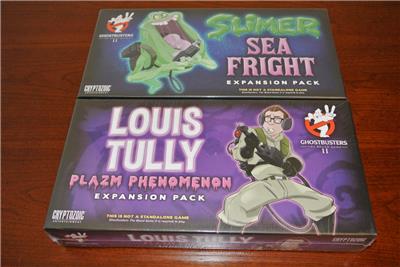 SLIMER
SEA
FRIGHT
EXPANSION PACK
THIS IS NOT A STANDALONE GAME
GHOSTBUSTERS
II
CRYPTOZOIC
LOUIS
TULLY
PLAZM PHENOMENON
EXPANSION PACK
THIS IS NOT A STANDALONE GAME
GHOSTBUSTERS
II
CRYPTOZOIC
ENTERTAINMENT